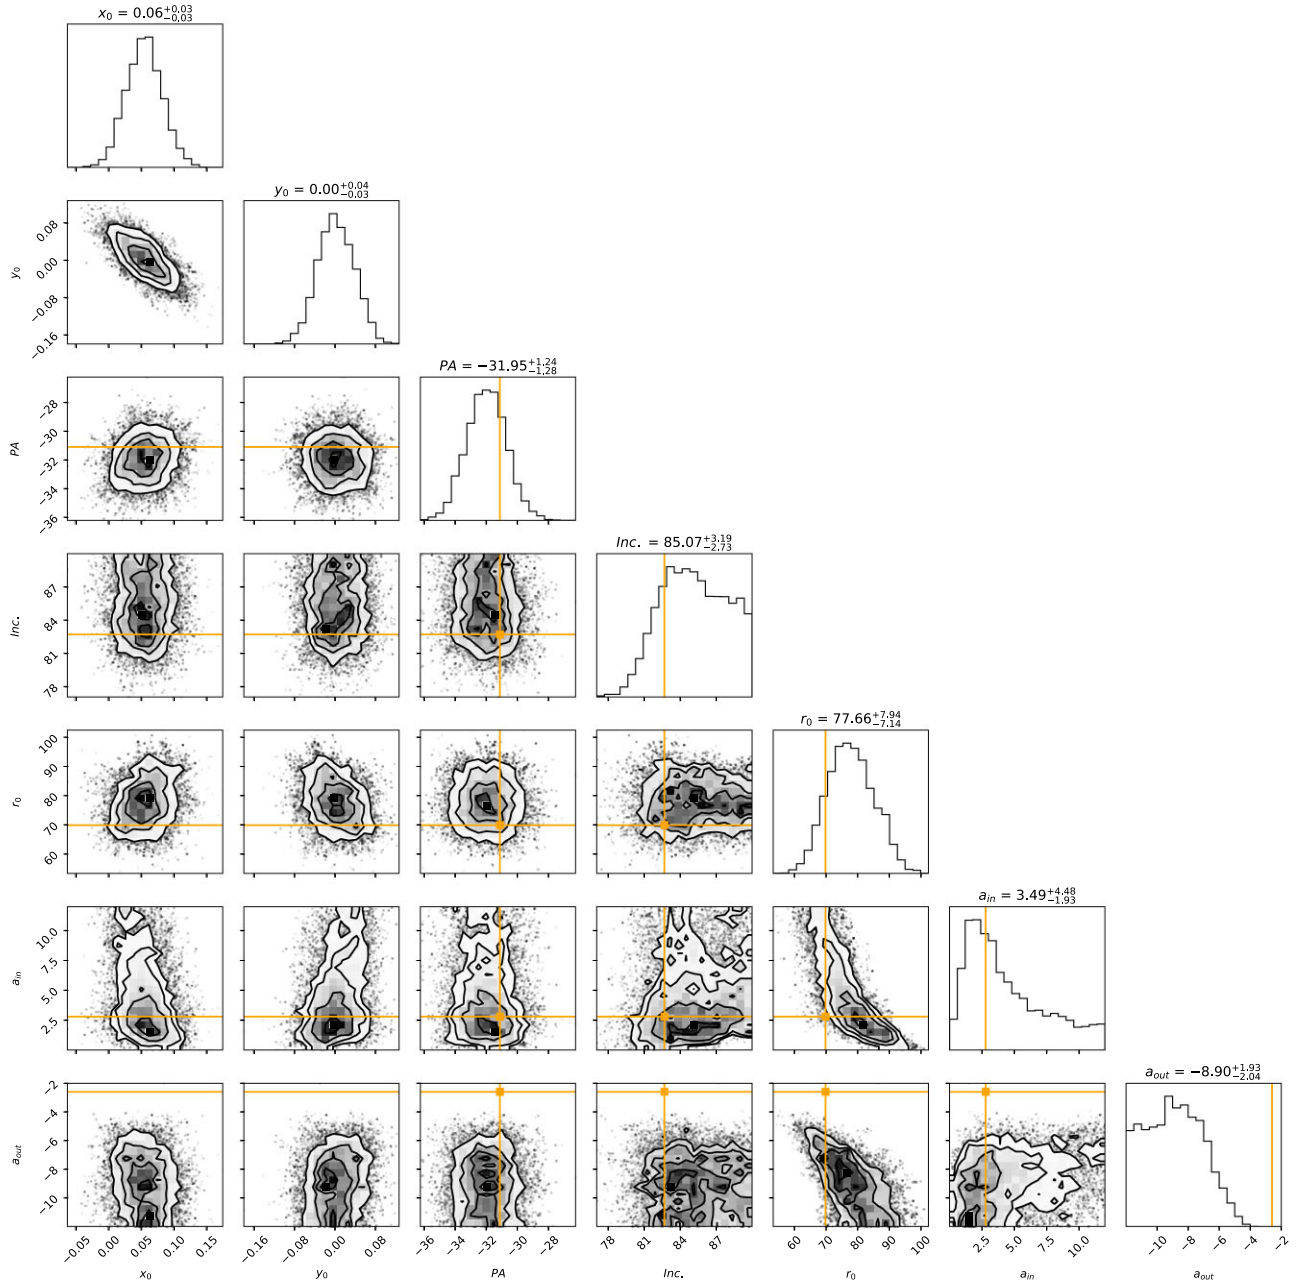 x₀ = 0.06 +0.03 −0.03
y₀ = 0.00 +0.04 −0.03
0.08
0.00
−0.08
−0.16
y₀
PA = −31.95 +1.24 −1.28
−28
−30
−32
−34
−36
PA
Inc. = 85.07 +3.19 −2.73
87
84
81
78
Inc.
r₀ = 77.66 +7.94 −7.14
100
90
80
70
60
r₀
a_in = 3.49 +4.48 −1.93
10.0
7.5
5.0
2.5
a_in
a_out = −8.90 +1.93 −2.04
−2
−4
−6
−8
−10
a_out
−0.05 0.00 0.05 0.10 0.15
−0.16 −0.08 0.00 0.08
−36 −34 −32 −30 −28
78 81 84 87
60 70 80 90 100
2.5 5.0 7.5 10.0
−10 −8 −6 −4 −2
x₀ y₀ PA Inc. r₀ a_in a_out